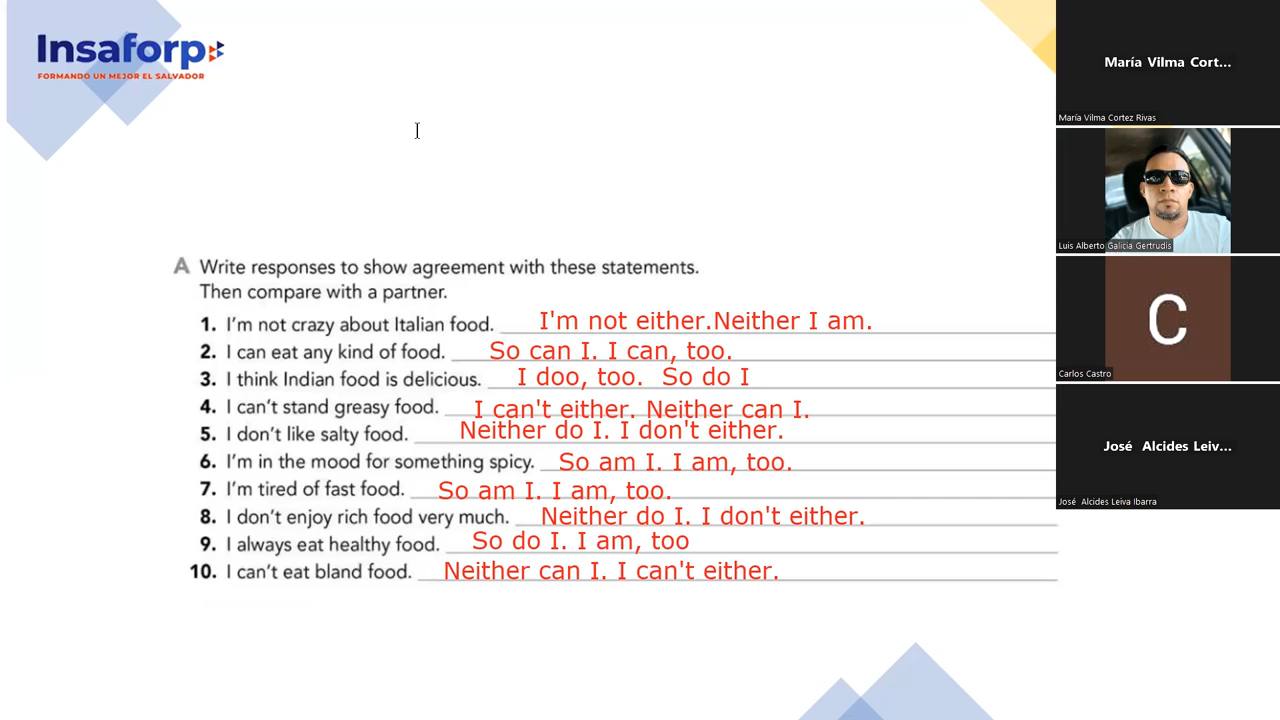 Insaforp
FORMANDO UN MEJOR EL SALVADOR
A Write responses to show agreement with these statements.
Then compare with a partner.
1. I'm not crazy about Italian food. I'm not either.Neither I am.
2. I can eat any kind of food. So can I. I can, too.
3. I think Indian food is delicious. I doo, too. So do I
4. I can't stand greasy food. I can't either. Neither can I.
5. I don't like salty food. Neither do I. I don't either.
6. I'm in the mood for something spicy. So am I. I am, too.
7. I'm tired of fast food. So am I. I am, too.
8. I don't enjoy rich food very much. Neither do I. I don't either.
9. I always eat healthy food. So do I. I am, too
10. I can't eat bland food. Neither can I. I can't either.
María Vilma Cort...
María Vilma Cortez Rivas
Luis Alberto Galicia Gertrudis
C
Carlos Castro
José Alcides Leiv...
José Alcides Leiva Ibarra